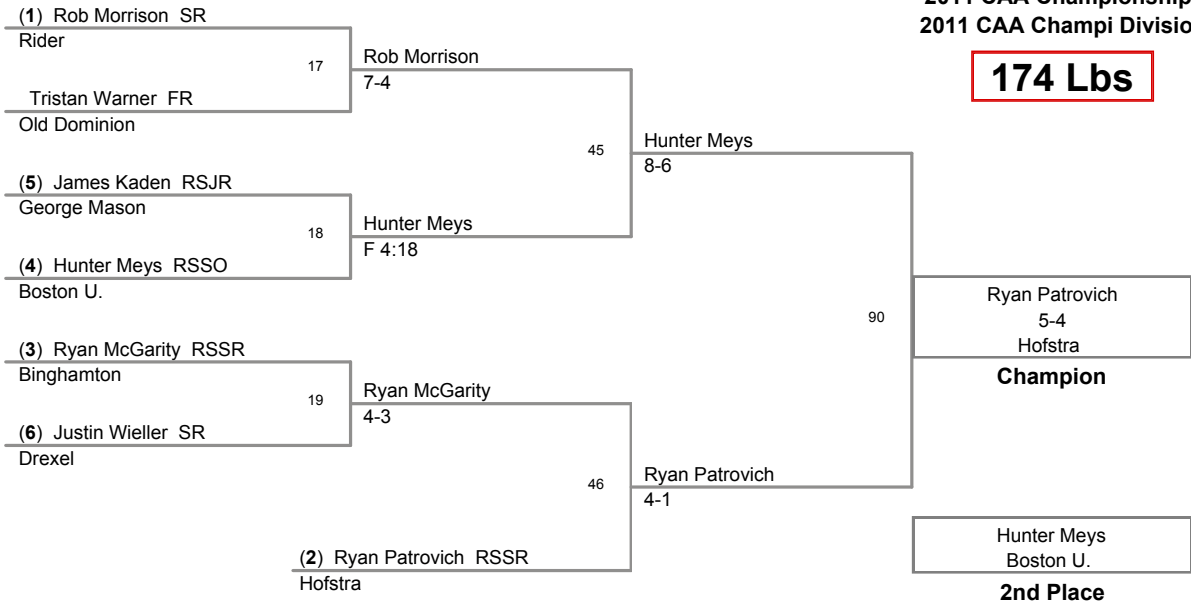 2011 CAA Championship
2011 CAA Champi Divisio
174 Lbs
(1) Rob Morrison SR
Rider
17
Rob Morrison
7-4
Tristan Warner FR
Old Dominion
45
Hunter Meys
8-6
(5) James Kaden RSJR
George Mason
18
Hunter Meys
F 4:18
(4) Hunter Meys RSSO
Boston U.
90
Ryan Patrovich
5-4
Hofstra
Champion
(3) Ryan McGarity RSSR
Binghamton
19
Ryan McGarity
4-3
(6) Justin Wieller SR
Drexel
46
Ryan Patrovich
4-1
(2) Ryan Patrovich RSSR
Hofstra
Hunter Meys
Boston U.
2nd Place